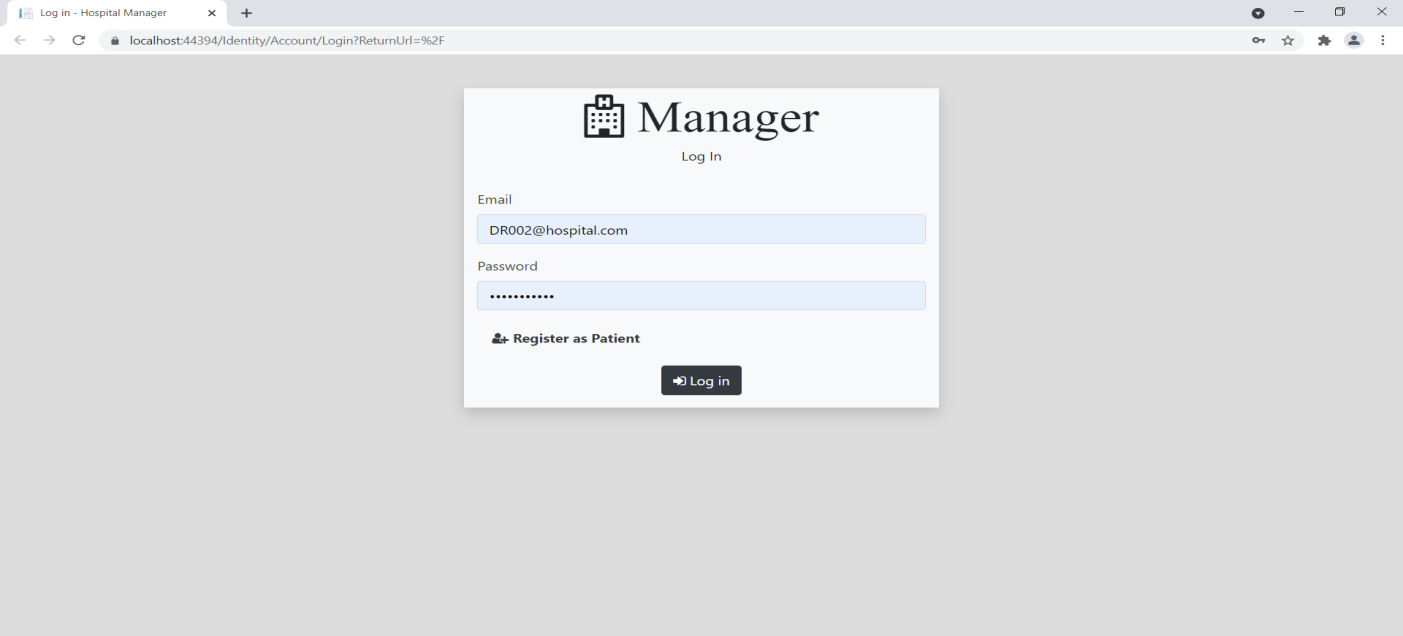 Log in - Hospital Manager
localhost:44394/Identity/Account/Login?ReturnUrl=%2F
H Manager
Log In
Email
DR002@hospital.com
Password
•••••••••••
Register as Patient
Log in